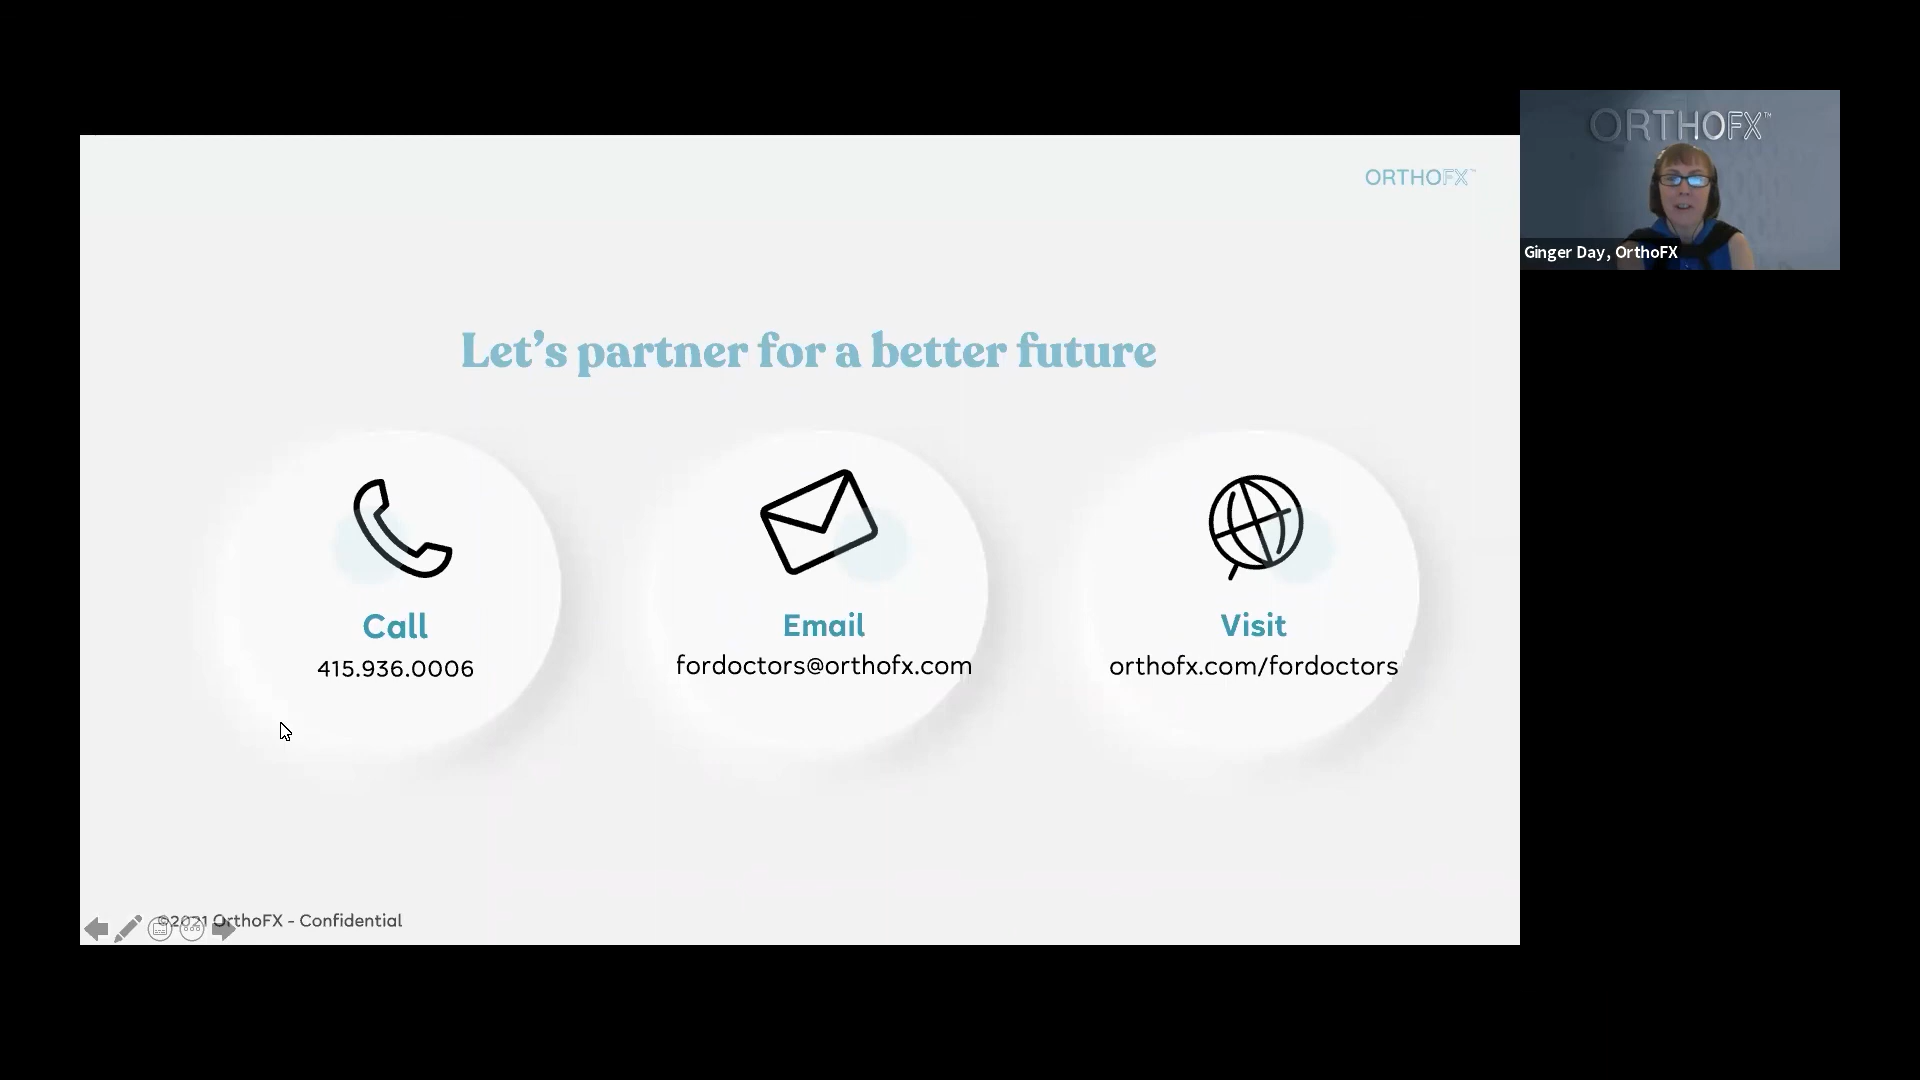 ORTHOFX™
ORTHOFX™
Ginger Day, OrthoFX
Let’s partner for a better future
Call
415.936.0006
Email
fordoctors@orthofx.com
Visit
orthofx.com/fordoctors
©2021 OrthoFX - Confidential